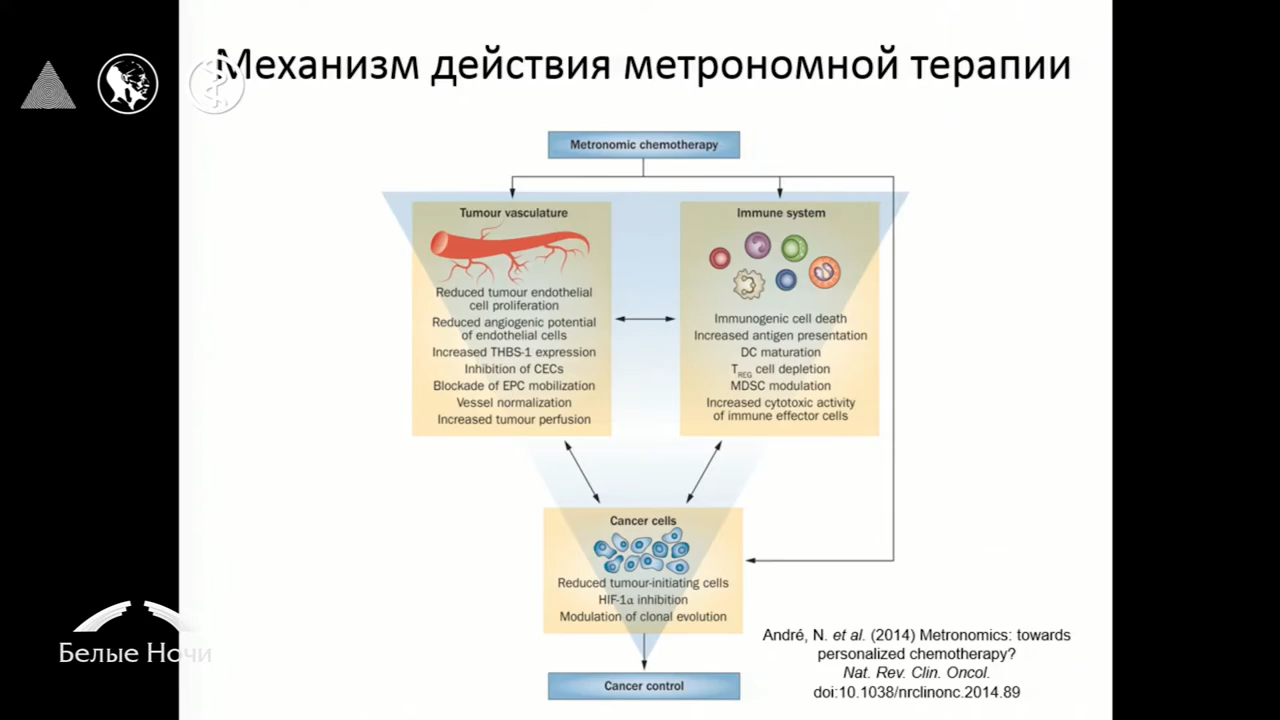 Механизм действия метрономной терапии
Metronomic chemotherapy
Tumour vasculature
Reduced tumour endothelial
cell proliferation
Reduced angiogenic potential
of endothelial cells
Increased THBS-1 expression
Inhibition of CECs
Blockade of EPC mobilization
Vessel normalization
Increased tumour perfusion
Immune system
Immunogenic cell death
Increased antigen presentation
DC maturation
TREG cell depletion
MDSC modulation
Increased cytotoxic activity
of immune effector cells
Cancer cells
Reduced tumour-initiating cells
HIF-1α inhibition
Modulation of clonal evolution
Cancer control
André, N. et al. (2014) Metronomics: towards
personalized chemotherapy?
Nat. Rev. Clin. Oncol.
doi:10.1038/nrclinonc.2014.89
Белые Ночи